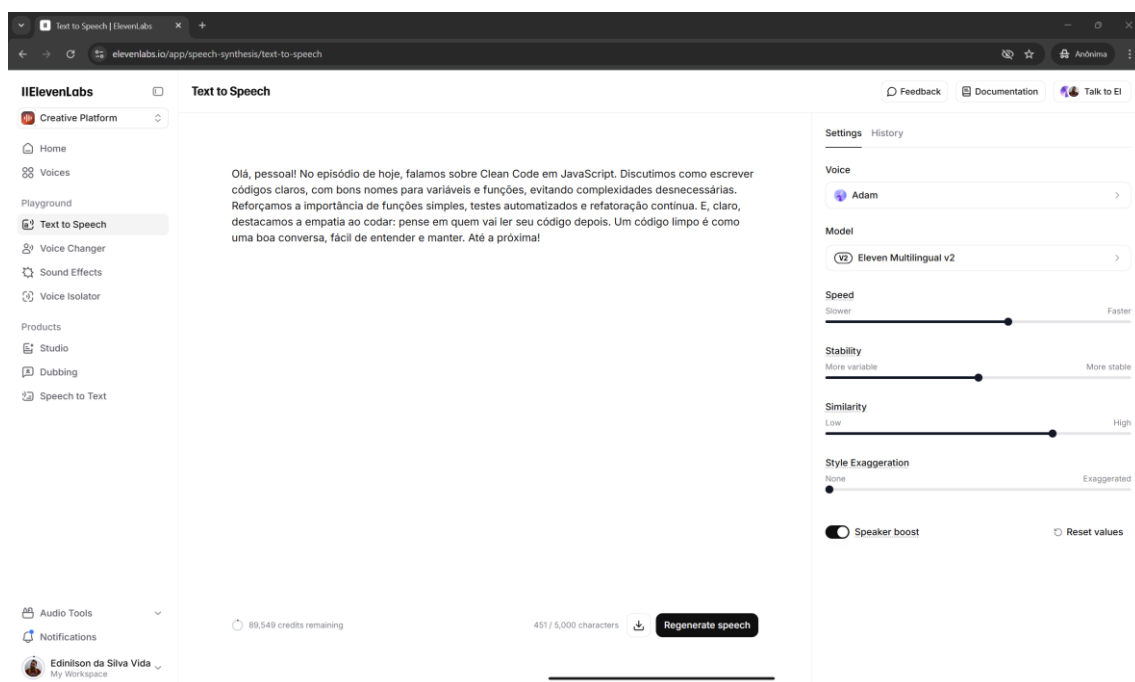 Text to Speech | ElevenLabs
elevenlabs.io/app/speech-synthesis/text-to-speech
Anônima
IIElevenLabs
Creative Platform
Home
Voices
Playground
Text to Speech
Voice Changer
Sound Effects
Voice Isolator
Products
Studio
Dubbing
Speech to Text
Audio Tools
Notifications
Edinilson da Silva Vida
My Workspace
Text to Speech
Feedback
Documentation
Talk to El
Olá, pessoal! No episódio de hoje, falamos sobre Clean Code em JavaScript. Discutimos como escrever
códigos claros, com bons nomes para variáveis e funções, evitando complexidades desnecessárias.
Reforçamos a importância de funções simples, testes automatizados e refatoração contínua. E, claro,
destacamos a empatia ao codar: pense em quem vai ler seu código depois. Um código limpo é como
uma boa conversa, fácil de entender e manter. Até a próxima!
89,549 credits remaining
451 / 5,000 characters
Regenerate speech
Settings History
Voice
Adam
Model
V2 Eleven Multilingual v2
Speed
Slower Faster
Stability
More variable More stable
Similarity
Low High
Style Exaggeration
None Exaggerated
Speaker boost
Reset values